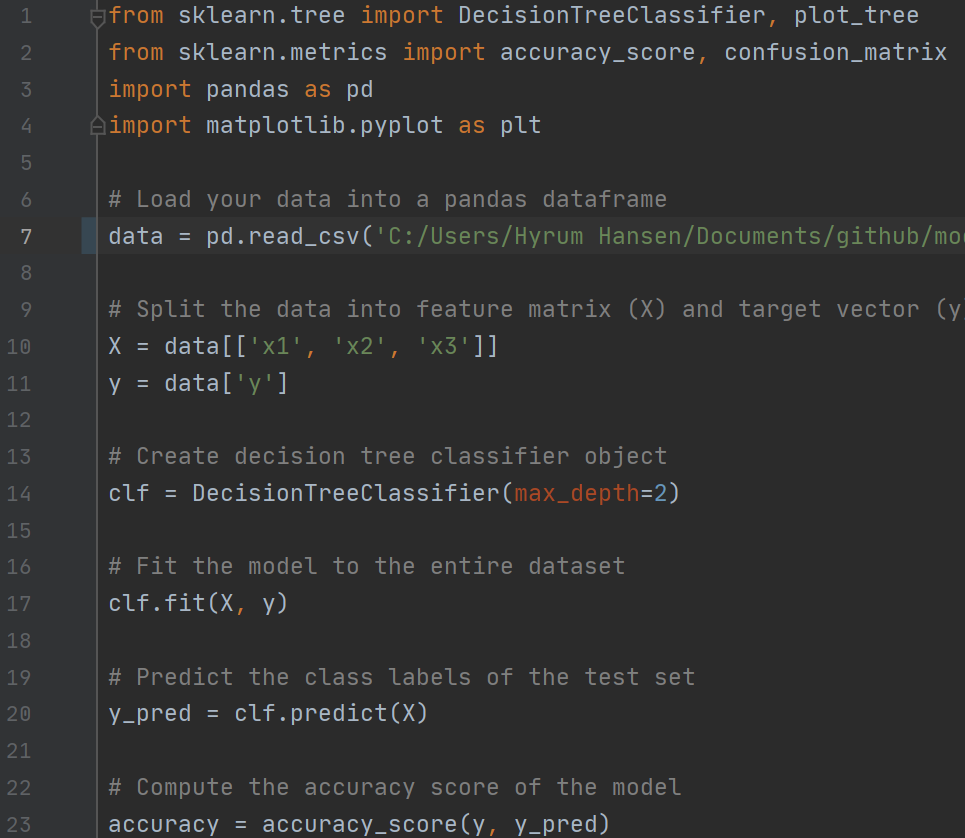 1 from sklearn.tree import DecisionTreeClassifier, plot_tree
2 from sklearn.metrics import accuracy_score, confusion_matrix
3 import pandas as pd
4 import matplotlib.pyplot as plt
5
6 # Load your data into a pandas dataframe
7 data = pd.read_csv('C:/Users/Hyrum Hansen/Documents/github/mod
8
9 # Split the data into feature matrix (X) and target vector (y
10 X = data[['x1', 'x2', 'x3']]
11 y = data['y']
12
13 # Create decision tree classifier object
14 clf = DecisionTreeClassifier(max_depth=2)
15
16 # Fit the model to the entire dataset
17 clf.fit(X, y)
18
19 # Predict the class labels of the test set
20 y_pred = clf.predict(X)
21
22 # Compute the accuracy score of the model
23 accuracy = accuracy_score(y, y_pred)